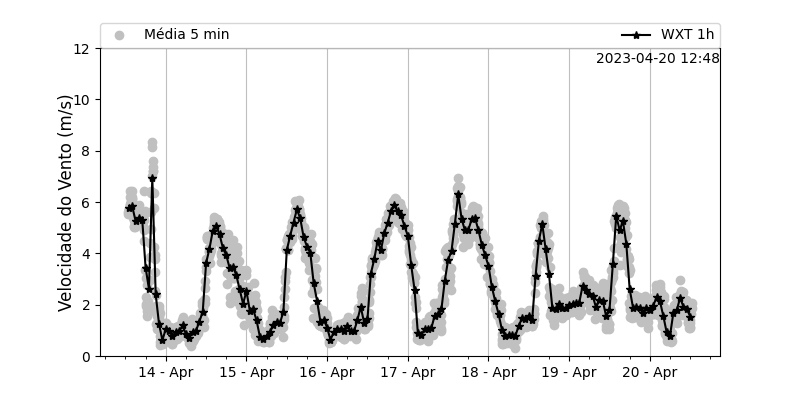 Média 5 min
WXT 1h
2023-04-20 12:48
Velocidade do Vento (m/s)
12
10
8
6
4
2
0
14 - Apr
15 - Apr
16 - Apr
17 - Apr
18 - Apr
19 - Apr
20 - Apr